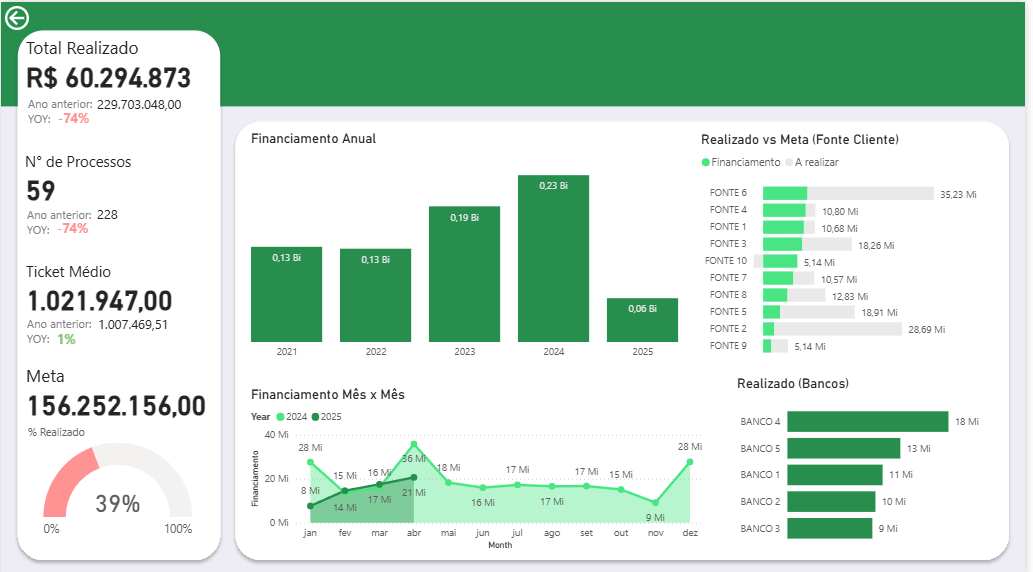 Total Realizado
R$ 60.294.873
Ano anterior: 229.703.048,00
YOY: -74%
N° de Processos
59
Ano anterior: 228
YOY: -74%
Ticket Médio
1.021.947,00
Ano anterior: 1.007.469,51
YOY: 1%
Meta
156.252.156,00
% Realizado
39%
0% 100%
Financiamento Anual
0,13 Bi 0,13 Bi 0,19 Bi 0,23 Bi 0,06 Bi
2021 2022 2023 2024 2025
Realizado vs Meta (Fonte Cliente)
Financiamento A realizar
FONTE 6 35,23 Mi
FONTE 4 10,80 Mi
FONTE 1 10,68 Mi
FONTE 3 18,26 Mi
FONTE 10 5,14 Mi
FONTE 7 10,57 Mi
FONTE 8 12,83 Mi
FONTE 5 18,91 Mi
FONTE 2 28,69 Mi
FONTE 9 5,14 Mi
Financiamento Mês x Mês
Year 2024 2025
Financiamento
40 Mi
20 Mi
0 Mi
28 Mi 15 Mi 16 Mi 36 Mi 18 Mi 16 Mi 17 Mi 17 Mi 17 Mi 15 Mi 9 Mi 28 Mi
8 Mi 14 Mi 17 Mi 21 Mi
jan fev mar abr mai jun jul ago set out nov dez
Month
Realizado (Bancos)
BANCO 4 18 Mi
BANCO 5 13 Mi
BANCO 1 11 Mi
BANCO 2 10 Mi
BANCO 3 9 Mi